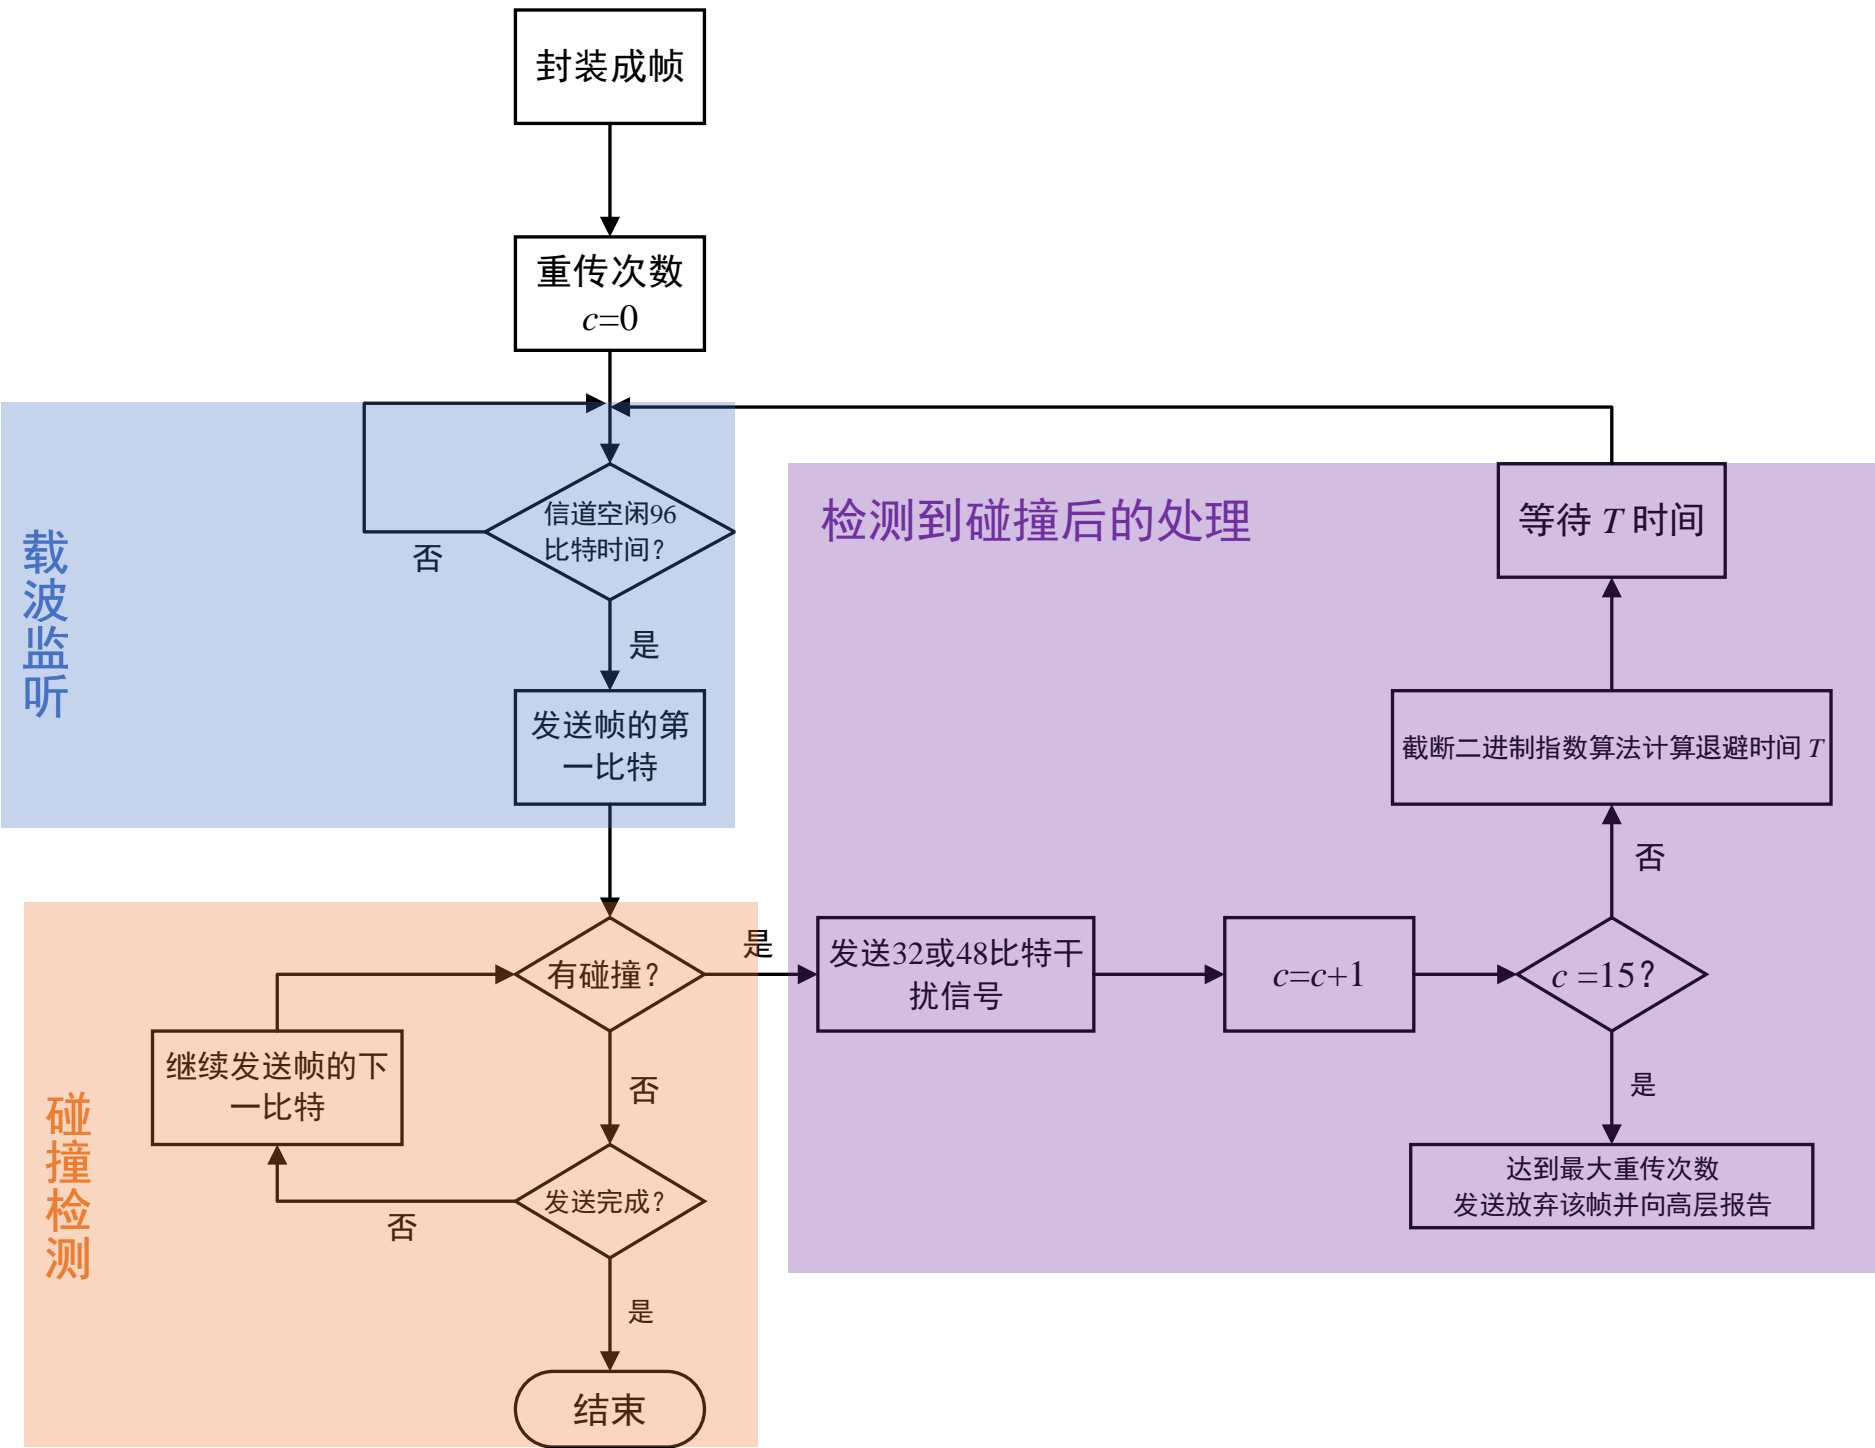 封装成帧
重传次数
c=0
载波监听
信道空闲96
比特时间？
否
是
发送帧的第
一比特
碰撞检测
有碰撞？
是
继续发送帧的下
一比特
否
发送完成？
否
是
结束
检测到碰撞后的处理
等待 T 时间
截断二进制指数算法计算退避时间 T
否
发送32或48比特干
扰信号
c=c+1
c =15？
是
达到最大重传次数
发送放弃该帧并向高层报告